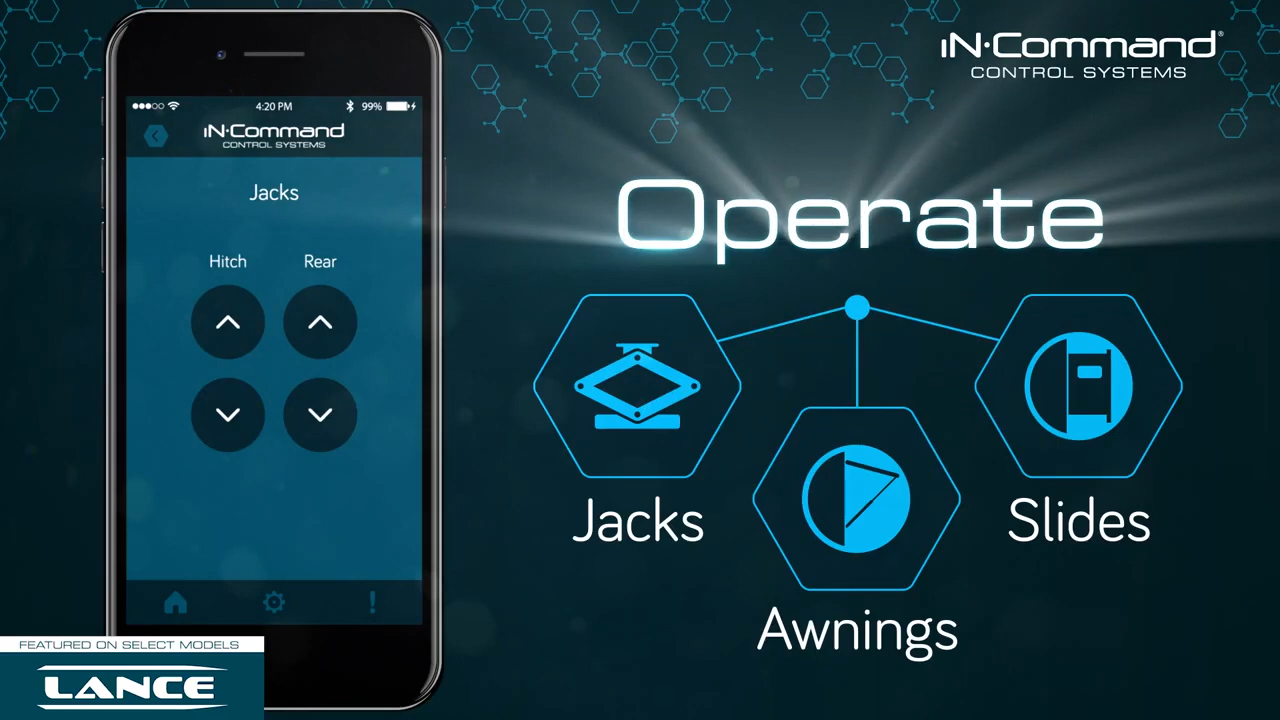 4:20 PM
99%
iN·Command
CONTROL SYSTEMS
Jacks
Hitch Rear
iN·Command®
CONTROL SYSTEMS
Operate
Jacks
Awnings
Slides
FEATURED ON SELECT MODELS
LANCE